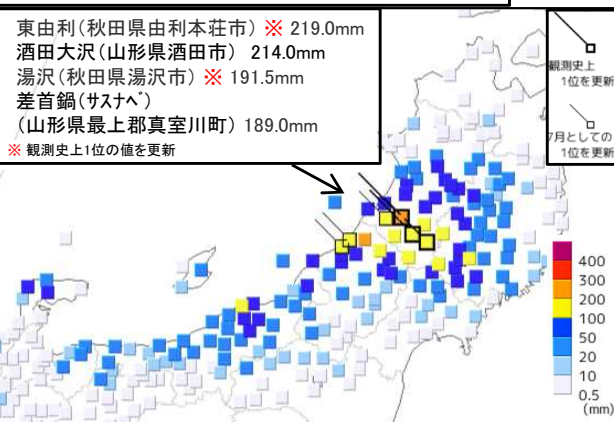 東由利(秋田県由利本荘市) ※ 219.0mm
酒田大沢(山形県酒田市) 214.0mm
湯沢(秋田県湯沢市) ※ 191.5mm
差首鍋(ｻｽﾅﾍﾞ)
(山形県最上郡真室川町) 189.0mm
※ 観測史上1位の値を更新
観測史上
1位を更新
7月としての
1位を更新
400
300
200
100
50
20
10
0.5
(mm)